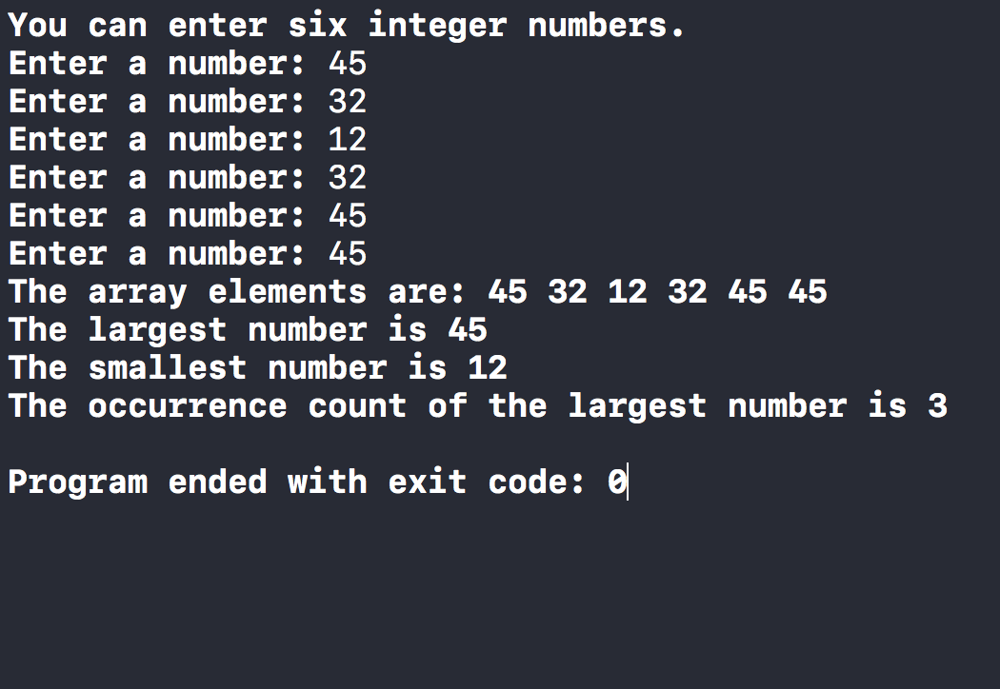 You can enter six integer numbers.
Enter a number: 45
Enter a number: 32
Enter a number: 12
Enter a number: 32
Enter a number: 45
Enter a number: 45
The array elements are: 45 32 12 32 45 45
The largest number is 45
The smallest number is 12
The occurrence count of the largest number is 3
Program ended with exit code: 0